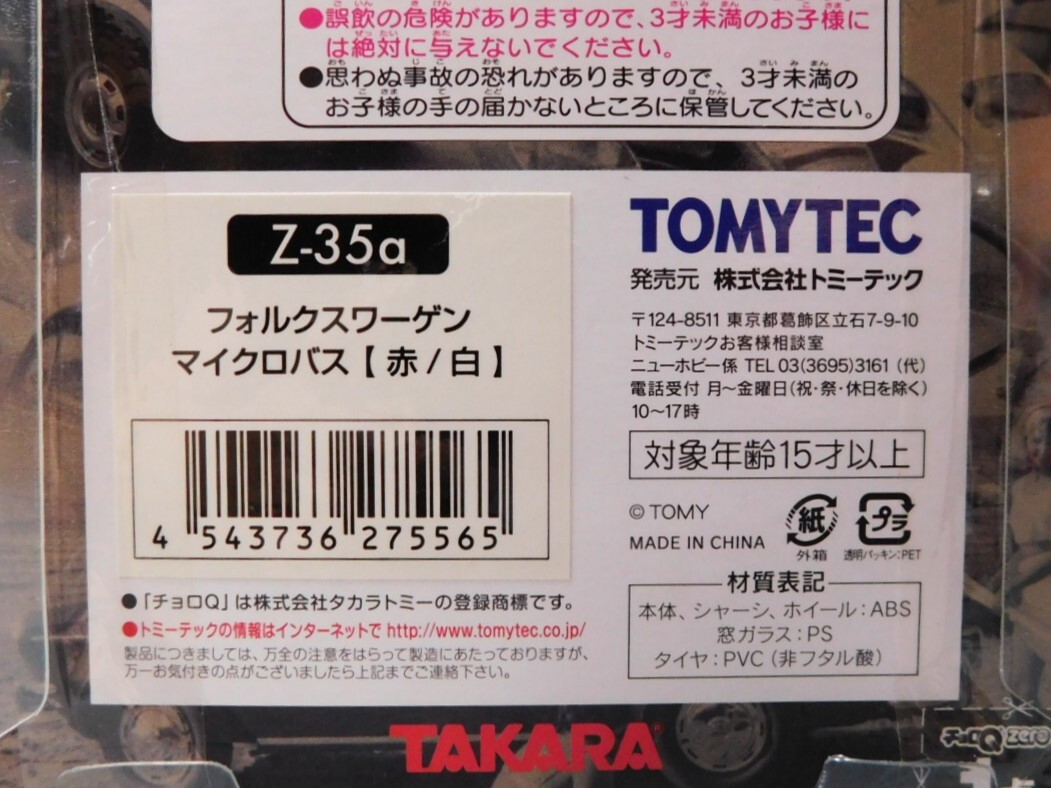 ●誤飲の危険がありますので、3才未満のお子様に
は絶対に与えないでください。
●思わぬ事故の恐れがありますので、3才未満の
お子様の手の届かないところに保管してください。
Z-35a
フォルクスワーゲン
マイクロバス【赤/白】
4 543736 275565
TOMYTEC
発売元 株式会社トミーテック
〒124-8511 東京都葛飾区立石7-9-10
トミーテックお客様相談室
ニューホビー係 TEL 03(3695)3161 (代)
電話受付 月〜金曜日(祝・祭・休日を除く)
10〜17時
対象年齢15才以上
© TOMY
MADE IN CHINA
紙
外箱
プラ
透明パッキン:PET
材質表記
本体、シャーシ、ホイール:ABS
窓ガラス:PS
タイヤ:PVC (非フタル酸)
●「チョロQ」は株式会社タカラトミーの登録商標です。
●トミーテックの情報はインターネットで http://www.tomytec.co.jp/
製品につきましては、万全の注意をはらって製造にあたっておりますが、
万一お気付きの点がございましたら上記までご連絡下さい。
TAKARA
チョロQ zero